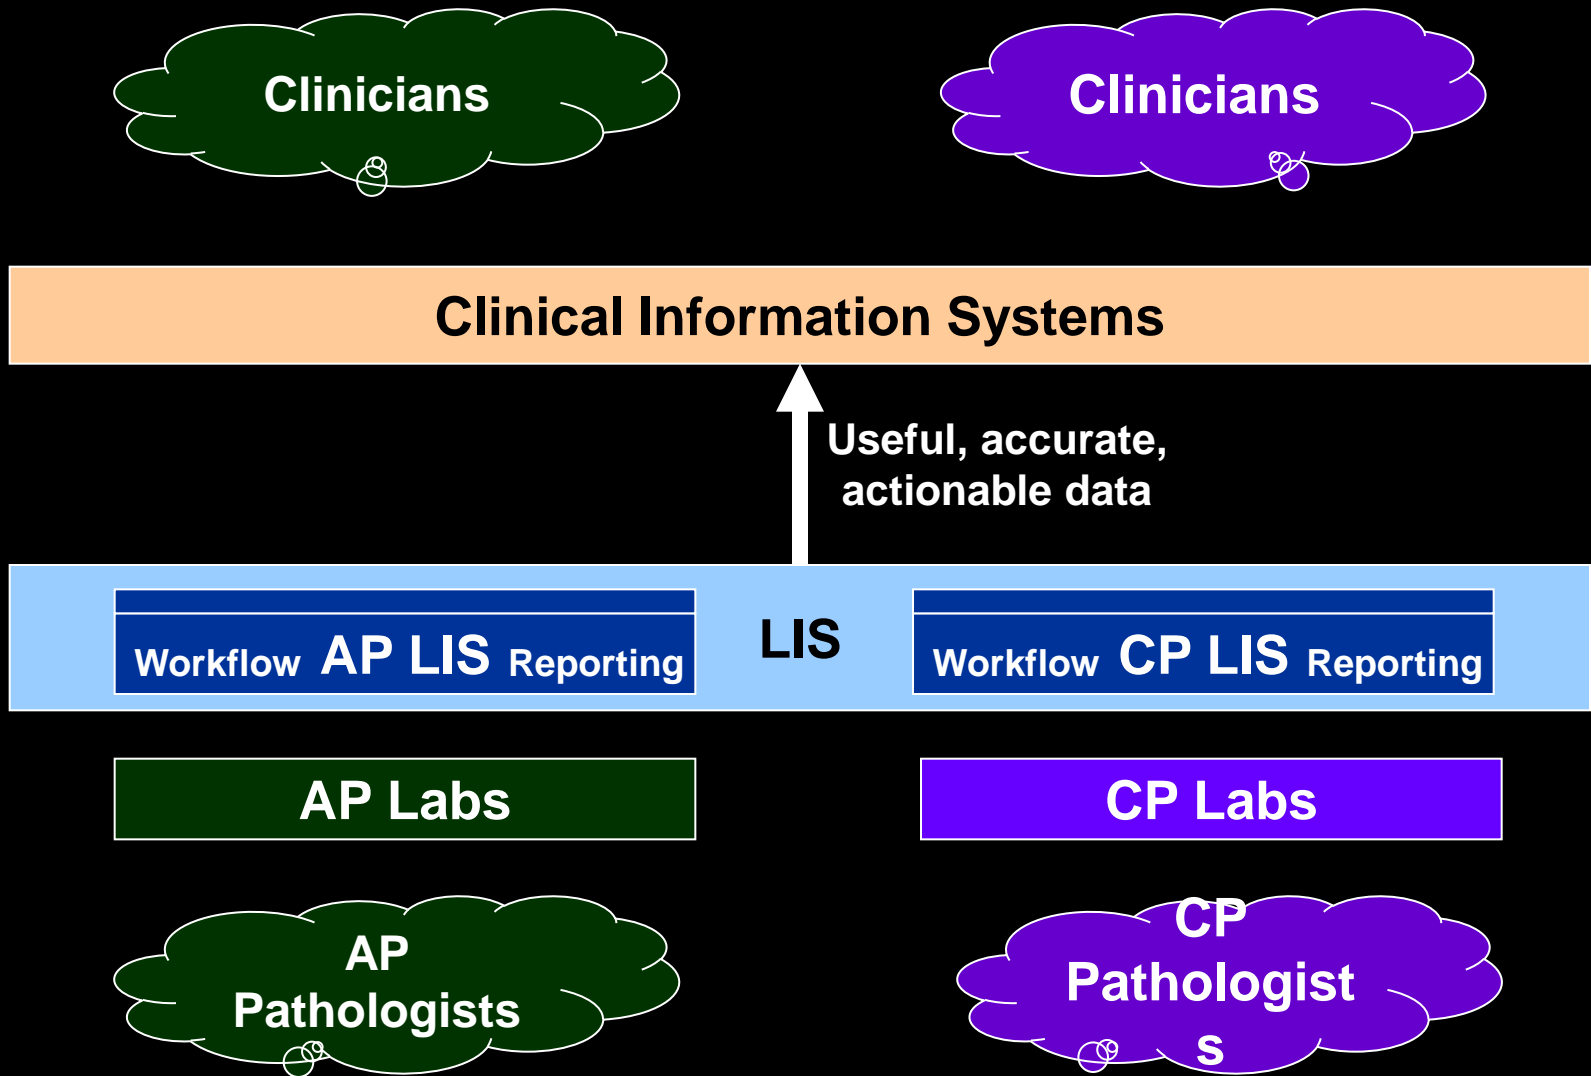 Clinicians
Clinicians
Clinical Information Systems
Useful, accurate,
actionable data
Workflow AP LIS Reporting
LIS
Workflow CP LIS Reporting
AP Labs
CP Labs
AP
Pathologists
CP
Pathologist
s